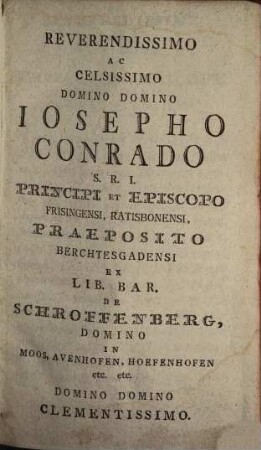 REVERENDISSIMO
AC
CELSISSIMO
DOMINO DOMINO
IOSEPHO
CONRADO
S. R. I.
PRINCIPI ET EPISCOPO
FRISINGENSI, RATISBONENSI,
PRAEPOSITO
BERCHTESGADENSI
EX
LIB. BAR.
DE
SCHROFFENBERG,
DOMINO
IN
MOOS, AVENHOFEN, HOEFENHOFEN
etc. etc.
DOMINO DOMINO
CLEMENTISSIMO.